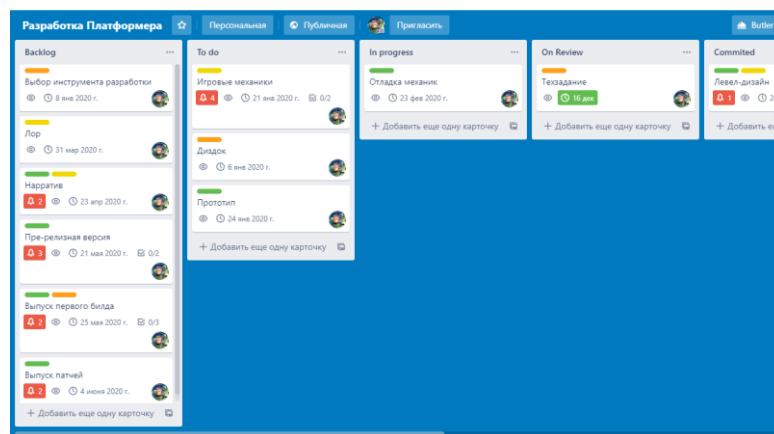 Разработка Платформера
Персональная
Публичная
Пригласить
Butler
Backlog
Выбор инструмента разработки
8 янв 2020 г.
Лор
31 мар 2020 г.
Нарратив
2
23 апр 2020 г.
Пре-релизная версия
3
21 мая 2020 г.
0/2
Выпуск первого билда
2
25 мая 2020 г.
0/3
Выпуск патчей
2
4 июня 2020 г.
+ Добавить еще одну карточку
To do
Игровые механики
4
21 янв 2020 г.
0/2
Диздок
6 янв 2020 г.
Прототип
24 янв 2020 г.
+ Добавить еще одну карточку
In progress
Отладка механик
23 фев 2020 г.
+ Добавить еще одну карточку
On Review
Техзадание
16 дек
+ Добавить еще одну карточку
Commited
Левел-дизайн
1
2
+ Добавить е